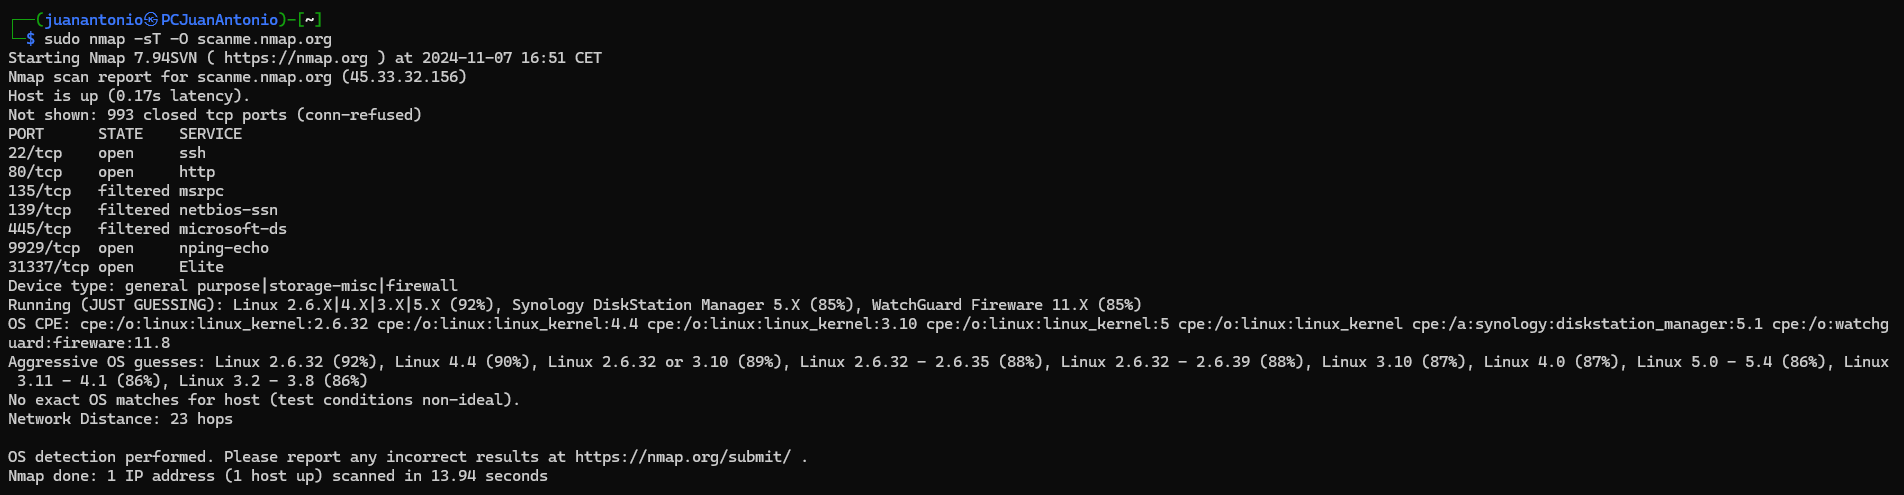 ┌──(juanantonio㉿PCJuanAntonio)-[~]
└─$ sudo nmap -sT -O scanme.nmap.org
Starting Nmap 7.94SVN ( https://nmap.org ) at 2024-11-07 16:51 CET
Nmap scan report for scanme.nmap.org (45.33.32.156)
Host is up (0.17s latency).
Not shown: 993 closed tcp ports (conn-refused)
PORT      STATE    SERVICE
22/tcp    open     ssh
80/tcp    open     http
135/tcp   filtered msrpc
139/tcp   filtered netbios-ssn
445/tcp   filtered microsoft-ds
9929/tcp  open     nping-echo
31337/tcp open     Elite
Device type: general purpose|storage-misc|firewall
Running (JUST GUESSING): Linux 2.6.X|4.X|3.X|5.X (92%), Synology DiskStation Manager 5.X (85%), WatchGuard Fireware 11.X (85%)
OS CPE: cpe:/o:linux:linux_kernel:2.6.32 cpe:/o:linux:linux_kernel:4.4 cpe:/o:linux:linux_kernel:3.10 cpe:/o:linux:linux_kernel:5 cpe:/o:linux:linux_kernel cpe:/a:synology:diskstation_manager:5.1 cpe:/o:watchg
uard:fireware:11.8
Aggressive OS guesses: Linux 2.6.32 (92%), Linux 4.4 (90%), Linux 2.6.32 or 3.10 (89%), Linux 2.6.32 - 2.6.35 (88%), Linux 2.6.32 - 2.6.39 (88%), Linux 3.10 (87%), Linux 4.0 (87%), Linux 5.0 - 5.4 (86%), Linux
 3.11 - 4.1 (86%), Linux 3.2 - 3.8 (86%)
No exact OS matches for host (test conditions non-ideal).
Network Distance: 23 hops

OS detection performed. Please report any incorrect results at https://nmap.org/submit/ .
Nmap done: 1 IP address (1 host up) scanned in 13.94 seconds